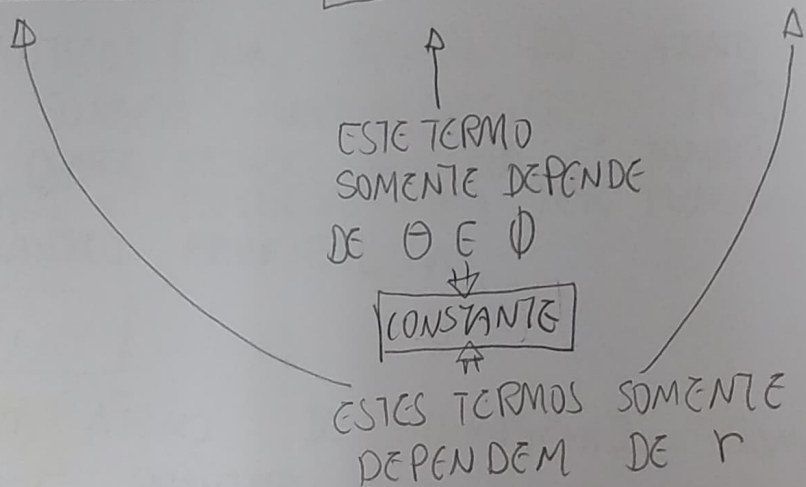 ESTE TERMO
SOMENTE DEPENDE
DE θ E ϕ
CONSTANTE
ESTES TERMOS SOMENTE
DEPENDEM DE r